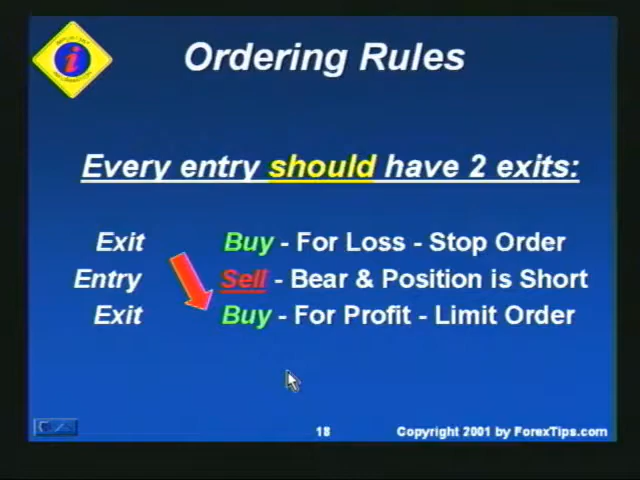 Ordering Rules
Every entry should have 2 exits:
Exit Buy - For Loss - Stop Order
Entry Sell - Bear & Position is Short
Exit Buy - For Profit - Limit Order
18 Copyright 2001 by ForexTips.com